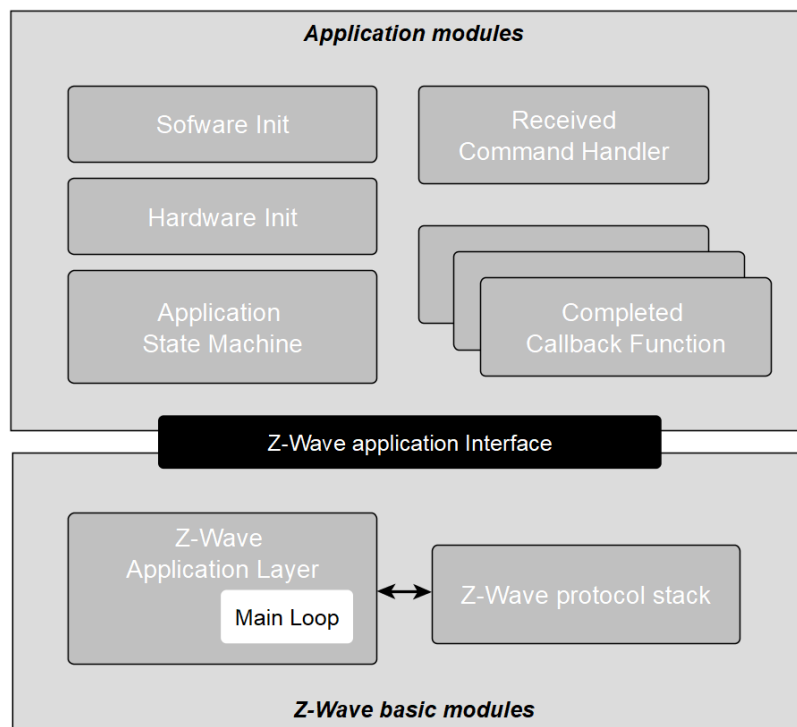 Application modules
Sofware Init
Hardware Init
Application
State Machine
Received
Command Handler
Completed
Callback Function
Z-Wave application Interface
Z-Wave
Application Layer
Main Loop
Z-Wave protocol stack
Z-Wave basic modules